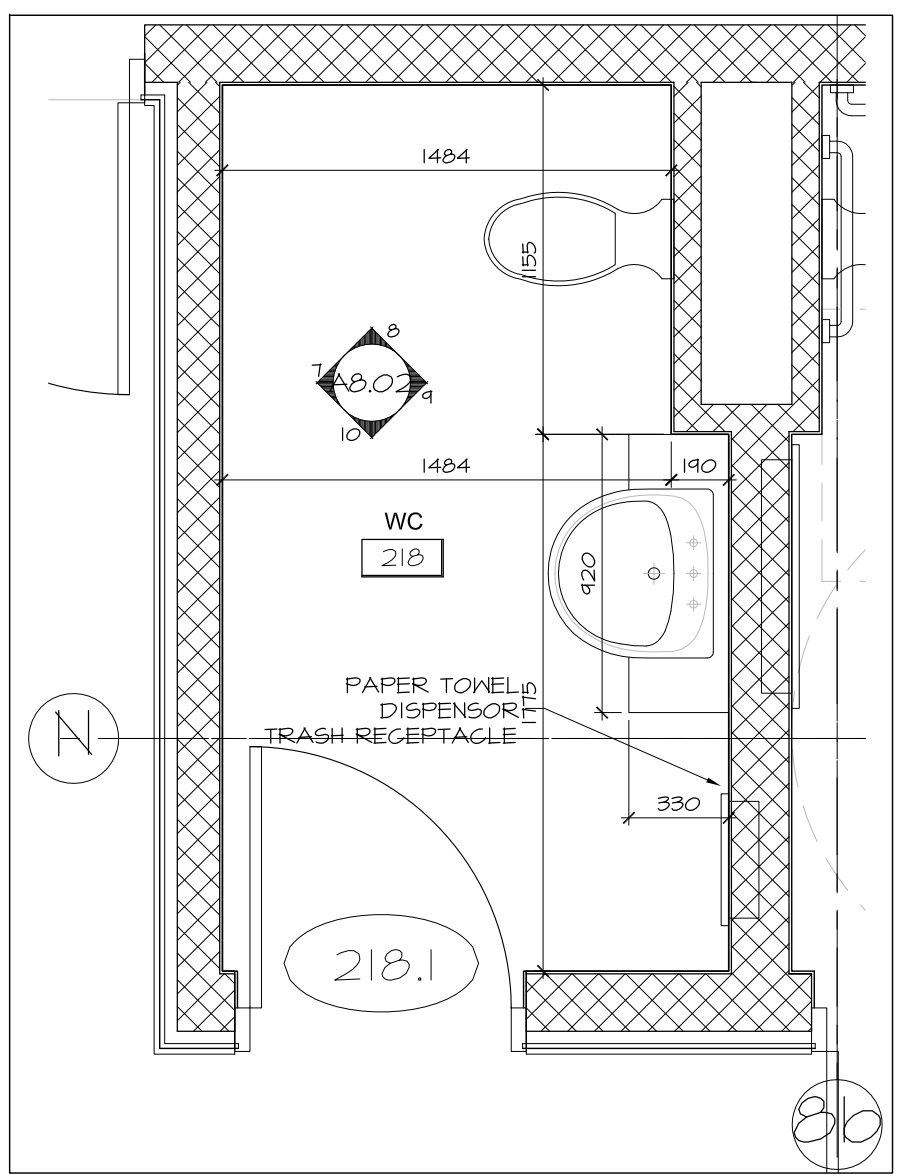 1484
1155
8
7
A8.02
9
10
1484
190
WC
218
920
PAPER TOWEL
DISPENSOR
TRASH RECEPTACLE
1775
N
330
218.1
8b